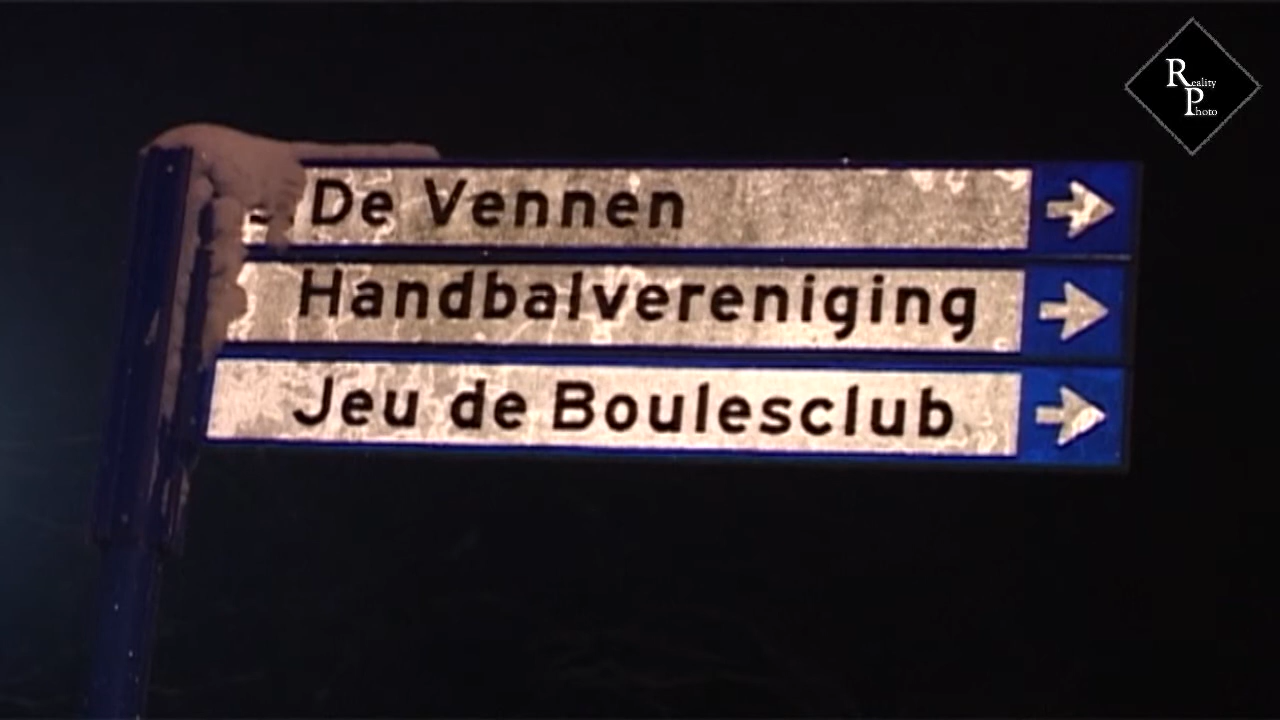 Reality
Photo
De Vennen
Handbalvereniging
Jeu de Boulesclub